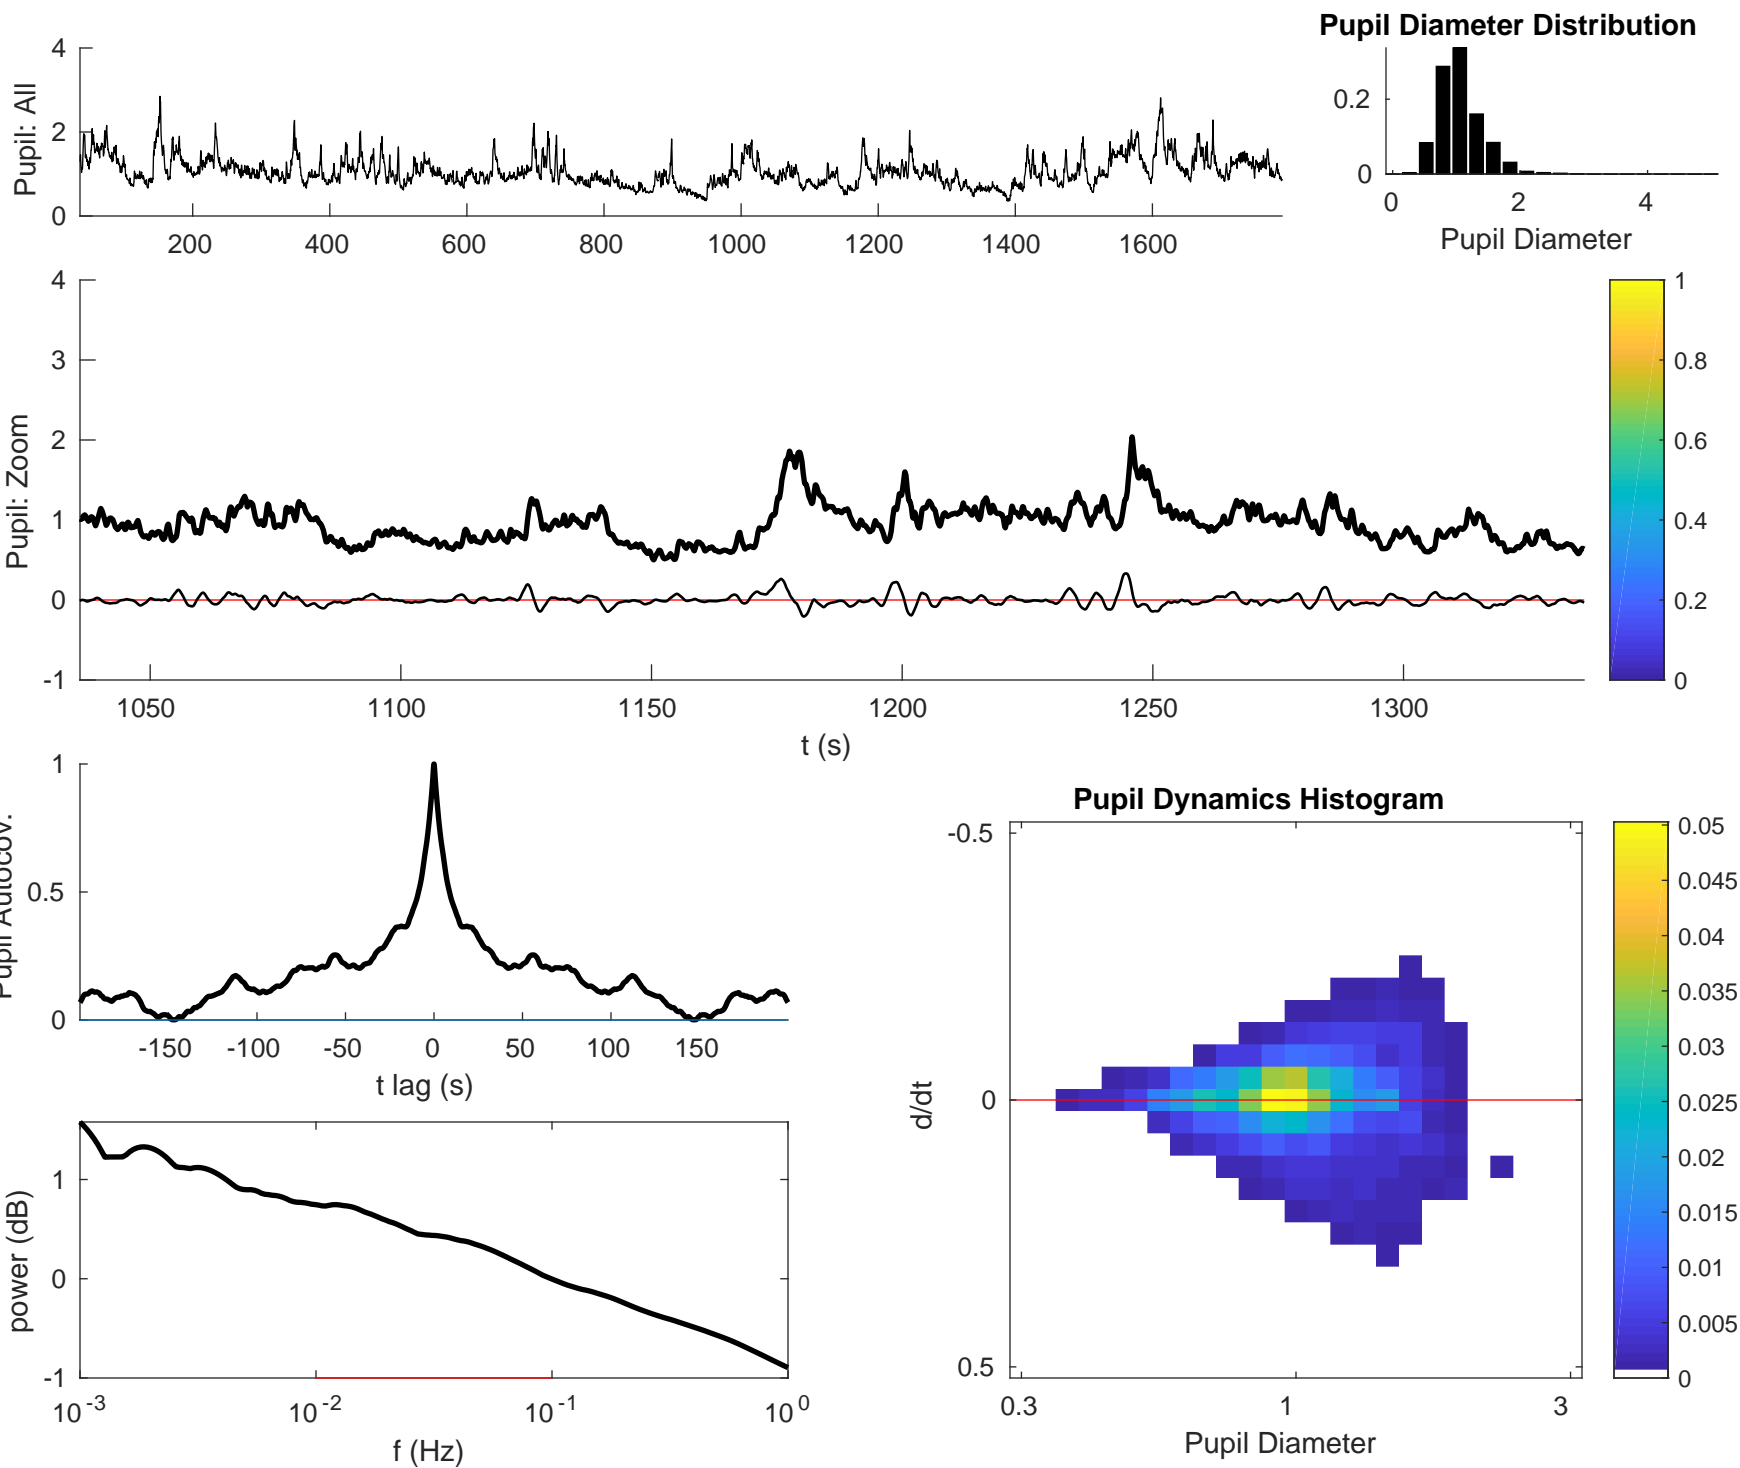 Pupil Diameter Distribution
Pupil: All
4
2
0
200 400 600 800 1000 1200 1400 1600
0.2
0
0 2 4
Pupil Diameter
Pupil: Zoom
4
3
2
1
0
-1
1050 1100 1150 1200 1250 1300
t (s)
1
0.8
0.6
0.4
0.2
0
Pupil Autocov.
1
0.5
0
-150 -100 -50 0 50 100 150
t lag (s)
power (dB)
1
0
-1
10-3 10-2 10-1 100
f (Hz)
Pupil Dynamics Histogram
d/dt
-0.5
0
0.5
0.3 1 3
Pupil Diameter
0.05
0.045
0.04
0.035
0.03
0.025
0.02
0.015
0.01
0.005
0